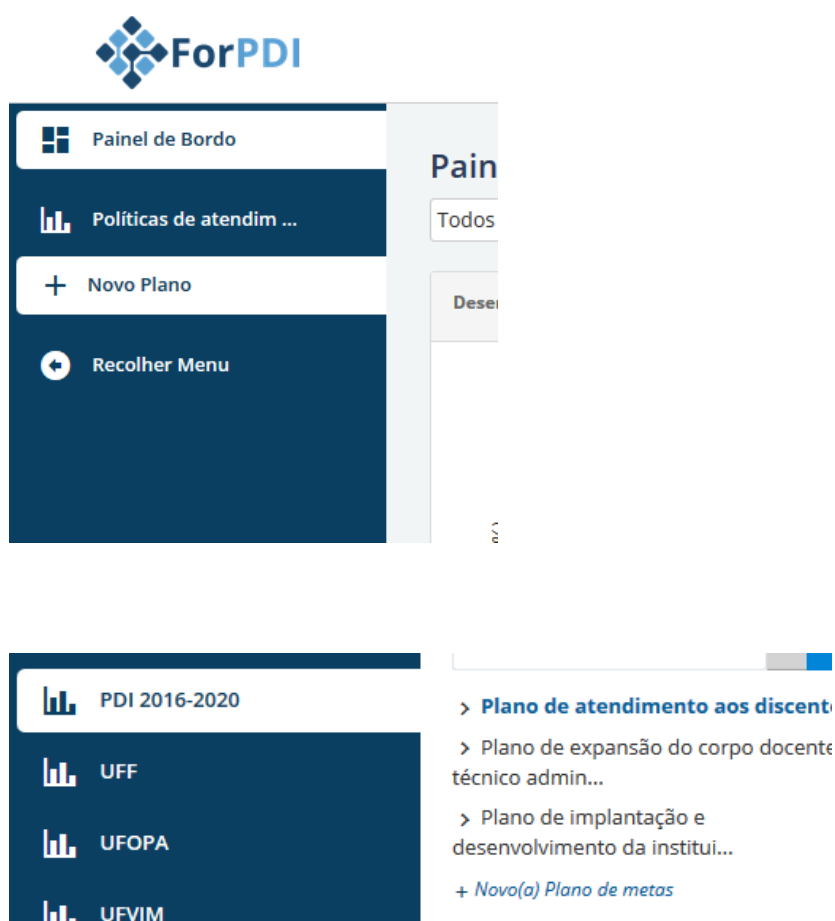 ForPDI
Painel de Bordo
Pain
Políticas de atendim ...
Todos
Novo Plano
Recolher Menu
PDI 2016-2020
UFF
UFOPA
UFVJM
> Plano de atendimento aos discent
> Plano de expansão do corpo docente
técnico admin...
> Plano de implantação e
desenvolvimento da institui...
+ Novo(a) Plano de metas